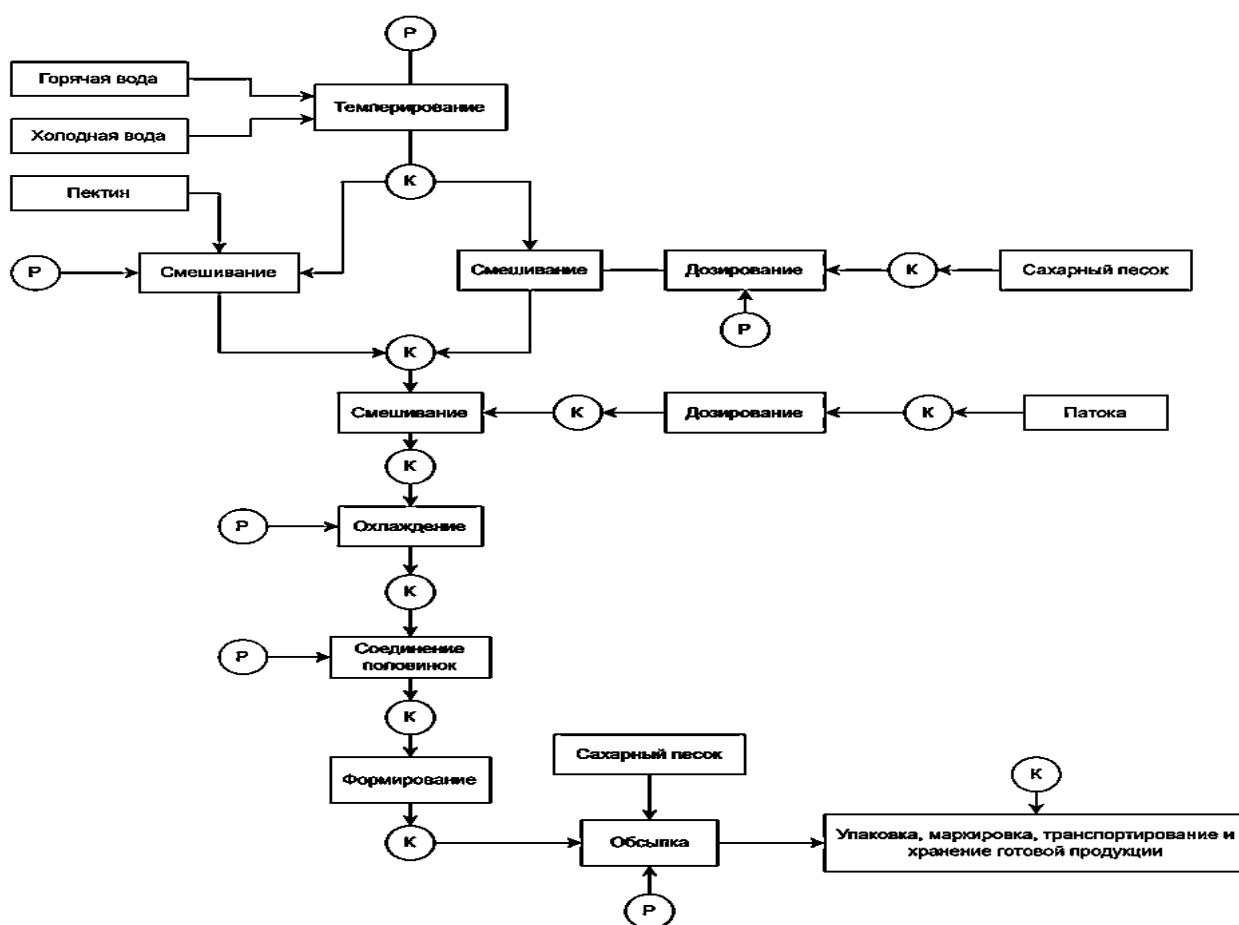 Р
Горячая вода
Темперирование
Холодная вода
К
Пектин
Р
Смешивание
Смешивание
Дозирование
К
Сахарный песок
Р
К
Смешивание
К
Дозирование
К
Патока
К
Р
Охлаждение
К
Р
Соединение
половинок
К
Формирование
Сахарный песок
К
К
Обсыпка
Упаковка, маркировка, транспортирование и
хранение готовой продукции
Р